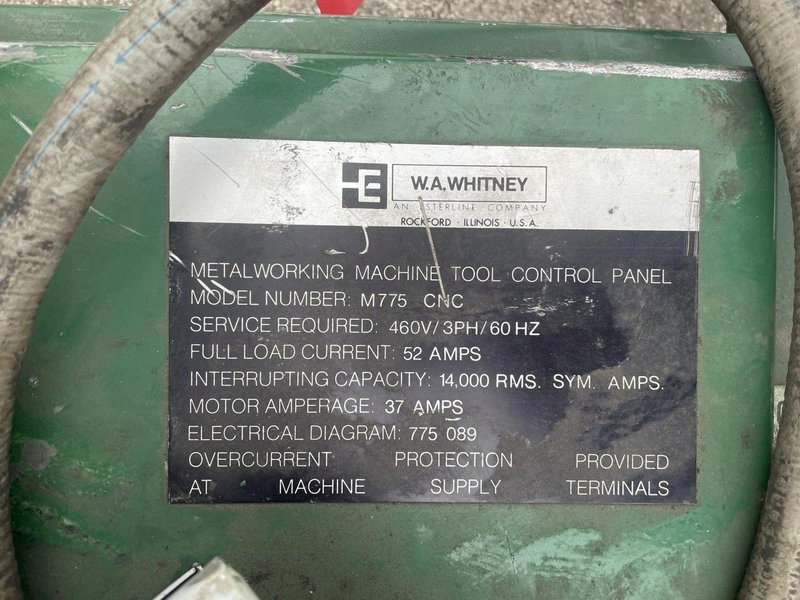 W.A.WHITNEY
AN ESTERLINE COMPANY
ROCKFORD · ILLINOIS · U.S.A.
METALWORKING MACHINE TOOL CONTROL PANEL
MODEL NUMBER: M775 CNC
SERVICE REQUIRED: 460V/3PH/60 HZ
FULL LOAD CURRENT: 52 AMPS
INTERRUPTING CAPACITY: 14,000 RMS. SYM. AMPS.
MOTOR AMPERAGE: 37 AMPS
ELECTRICAL DIAGRAM: 775 089
OVERCURRENT PROTECTION PROVIDED
AT MACHINE SUPPLY TERMINALS